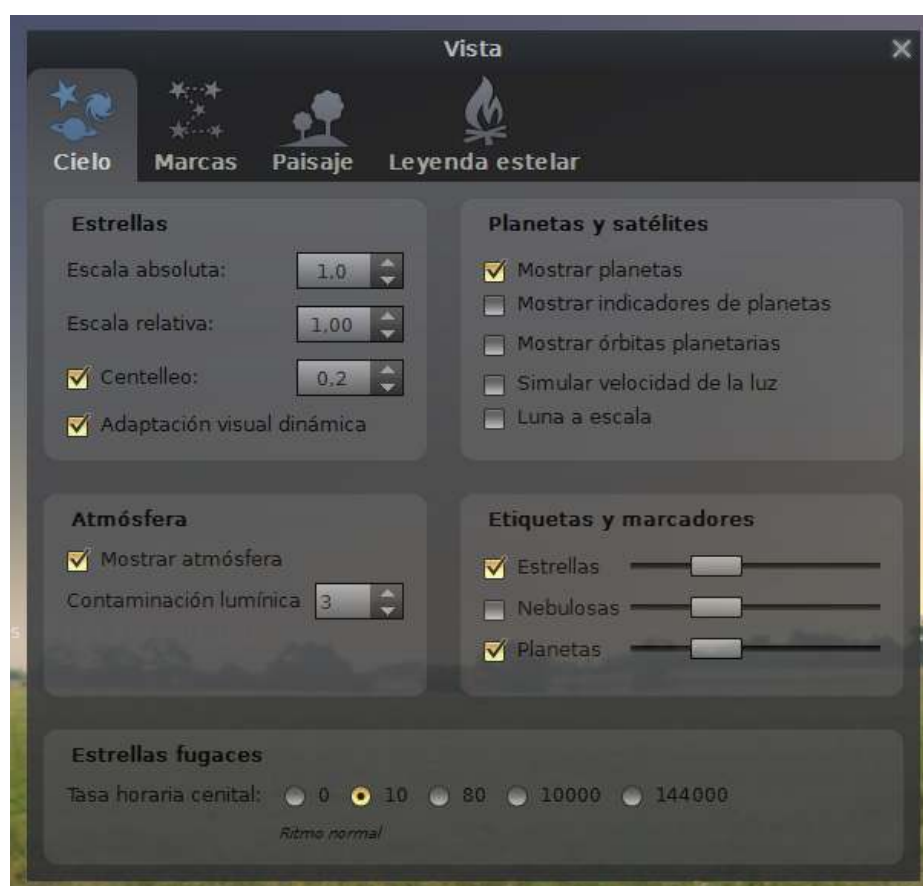 Vista
Cielo Marcas Paisaje Leyenda estelar
Estrellas
Escala absoluta: 1,0
Escala relativa: 1,00
Centelleo: 0,2
Adaptación visual dinámica
Planetas y satélites
Mostrar planetas
Mostrar indicadores de planetas
Mostrar órbitas planetarias
Simular velocidad de la luz
Luna a escala
Atmósfera
Mostrar atmósfera
Contaminación lumínica 3
Etiquetas y marcadores
Estrellas
Nebulosas
Planetas
s
Estrellas fugaces
Tasa horaria cenital: 0 10 80 10000 144000
Ritmo normal